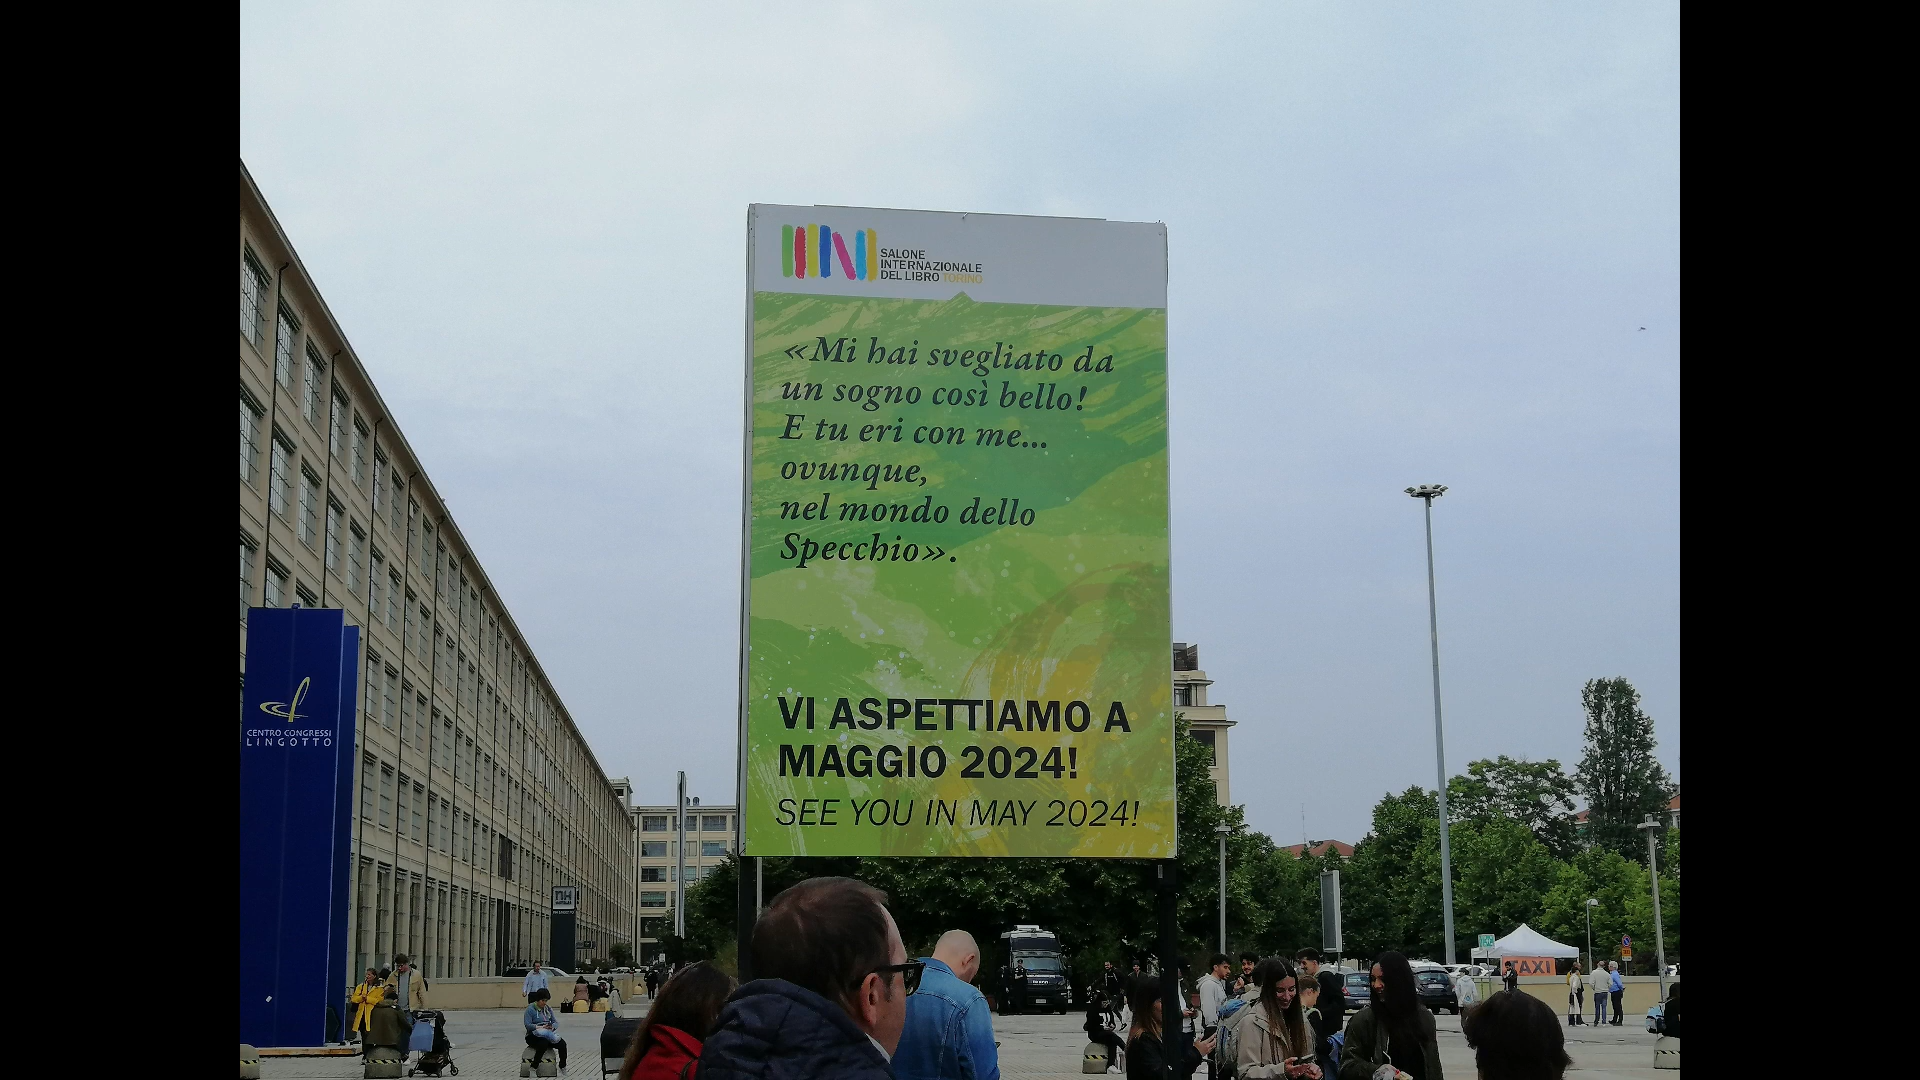 SALONE
INTERNAZIONALE
DEL LIBRO TORINO
«Mi hai svegliato da
un sogno così bello!
E tu eri con me...
ovunque,
nel mondo dello
Specchio».
VI ASPETTIAMO A
MAGGIO 2024!
SEE YOU IN MAY 2024!
CENTRO CONGRESSI
LINGOTTO
NH
TAXI